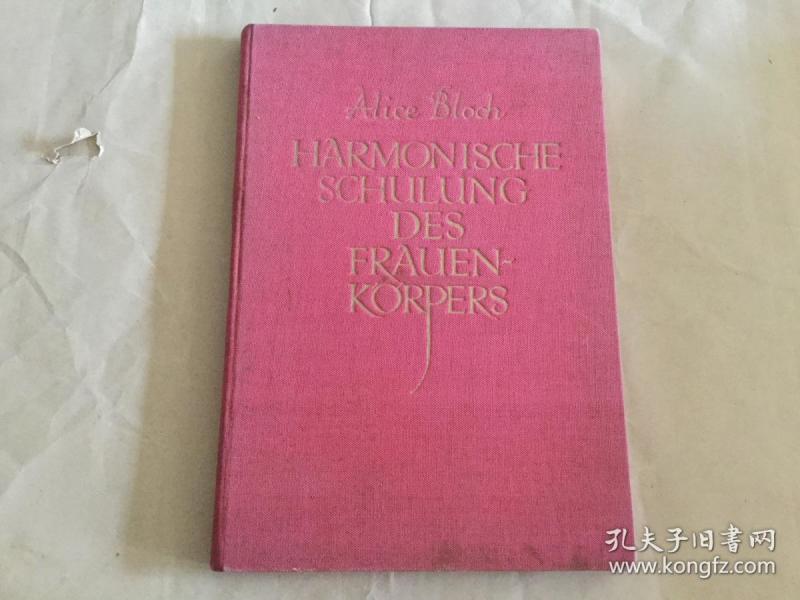 Alice Bloch
HARMONISCHE
SCHULUNG
DES
FRAUEN-
KÖRPERS
孔夫子旧书网
www.kongfz.com